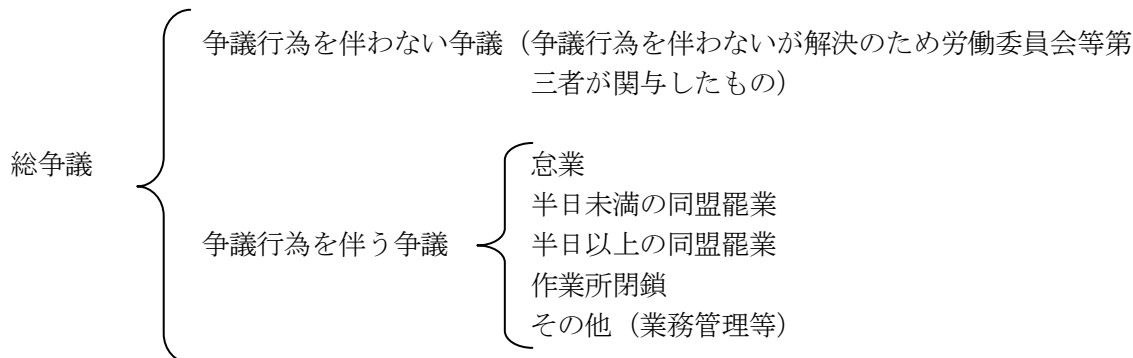 争議行為を伴わない争議（争議行為を伴わないが解決のため労働委員会等第
三者が関与したもの）
総争議
怠業
半日未満の同盟罷業
争議行為を伴う争議
半日以上の同盟罷業
作業所閉鎖
その他（業務管理等）